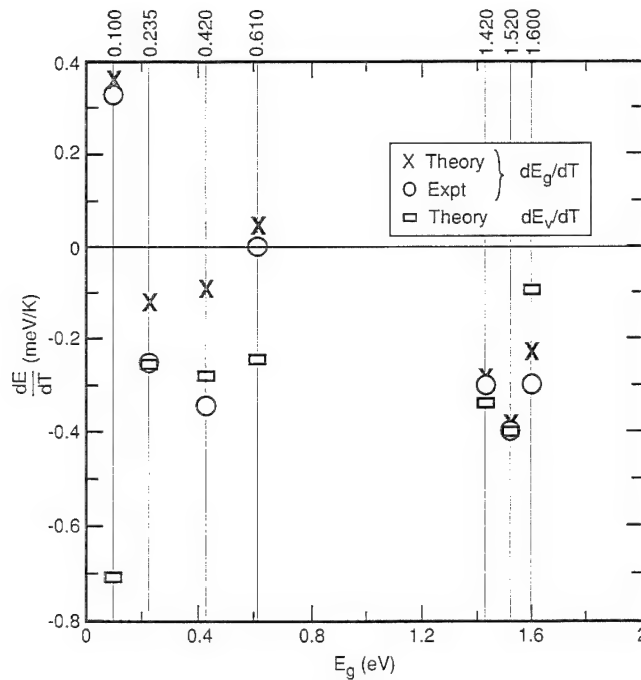 0.100 0.235 0.420 0.610 1.420 1.520 1.600
0.4
0.2
0
-0.2
-0.4
-0.6
-0.8
dE/dT (meV/K)
X Theory
O Expt
dEg/dT
▭ Theory dEv/dT
0 0.4 0.8 1.2 1.6 2
Eg (eV)